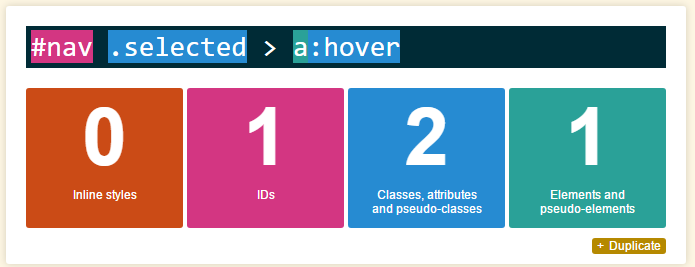 #nav .selected > a:hover
0 1 2 1
Inline styles IDs Classes, attributes Elements and
and pseudo-classes pseudo-elements
+ Duplicate